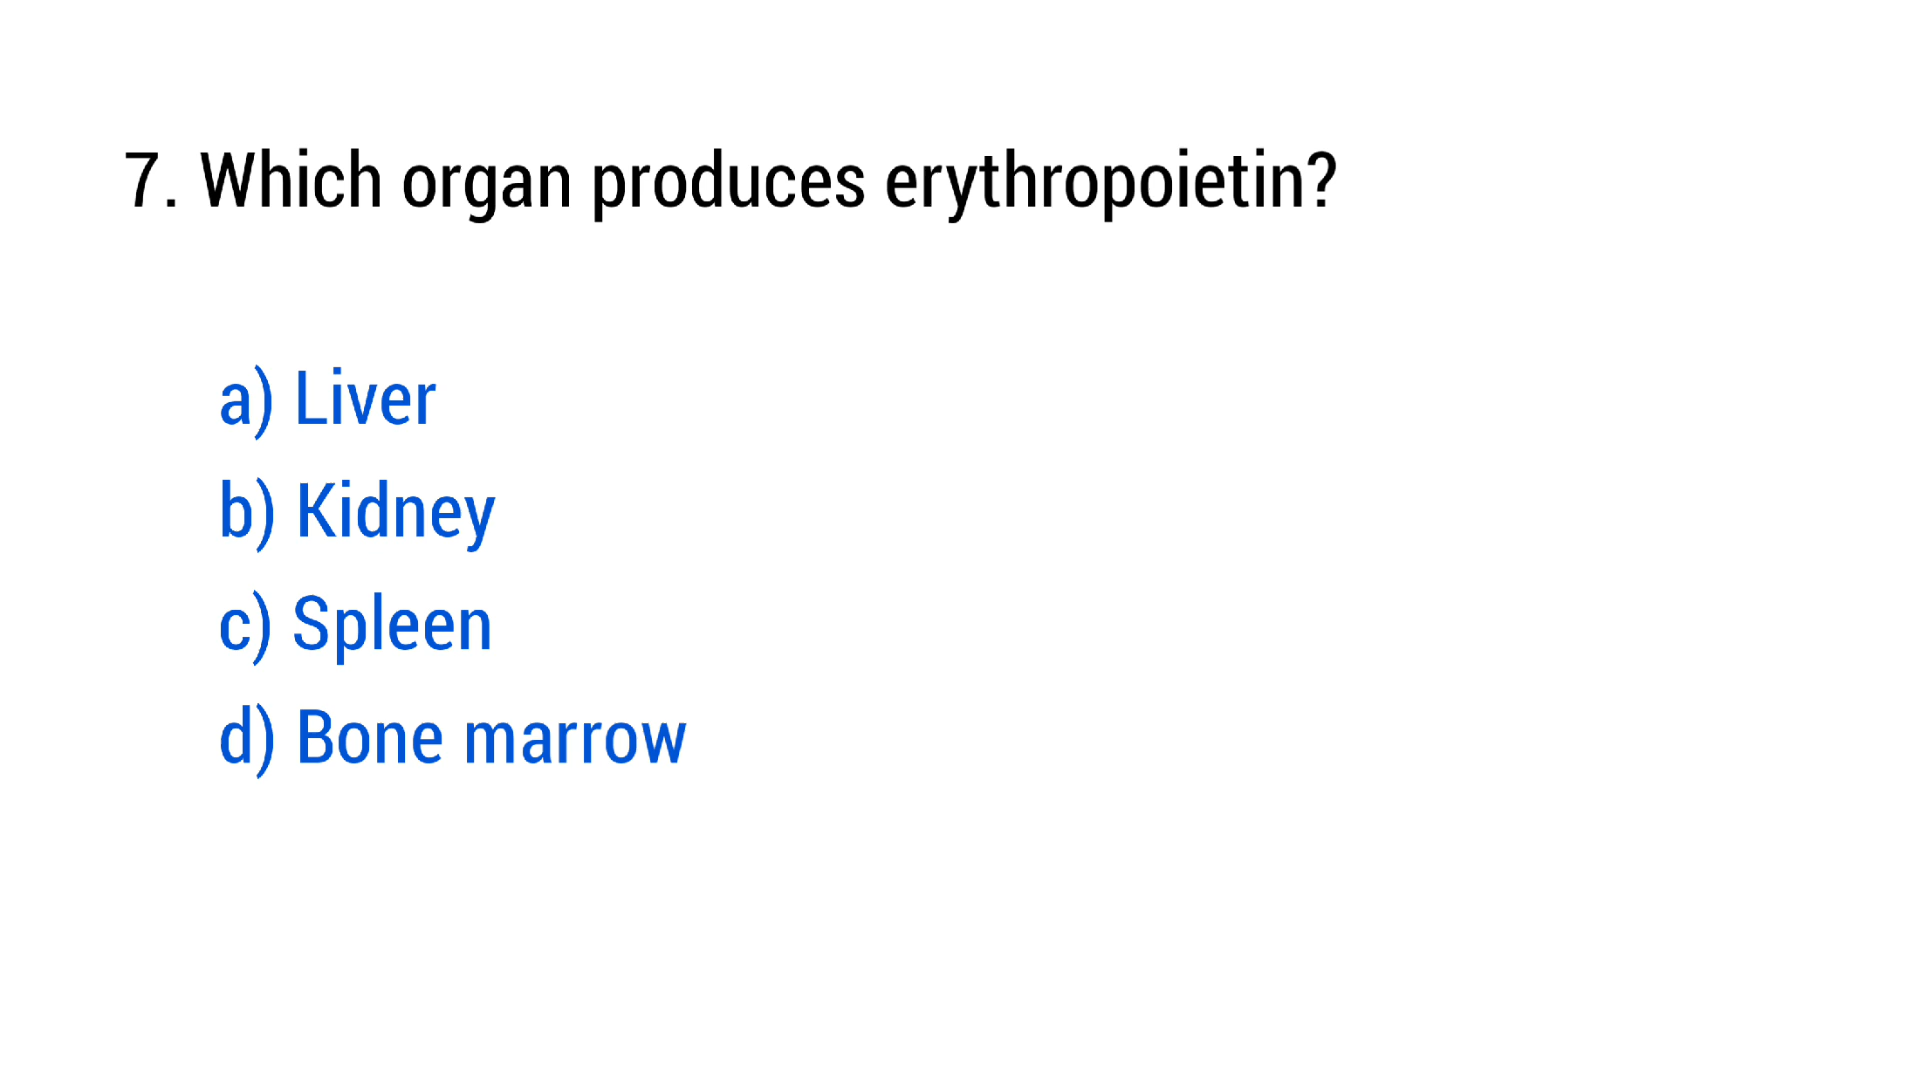 7. Which organ produces erythropoietin?
a) Liver
b) Kidney
c) Spleen
d) Bone marrow